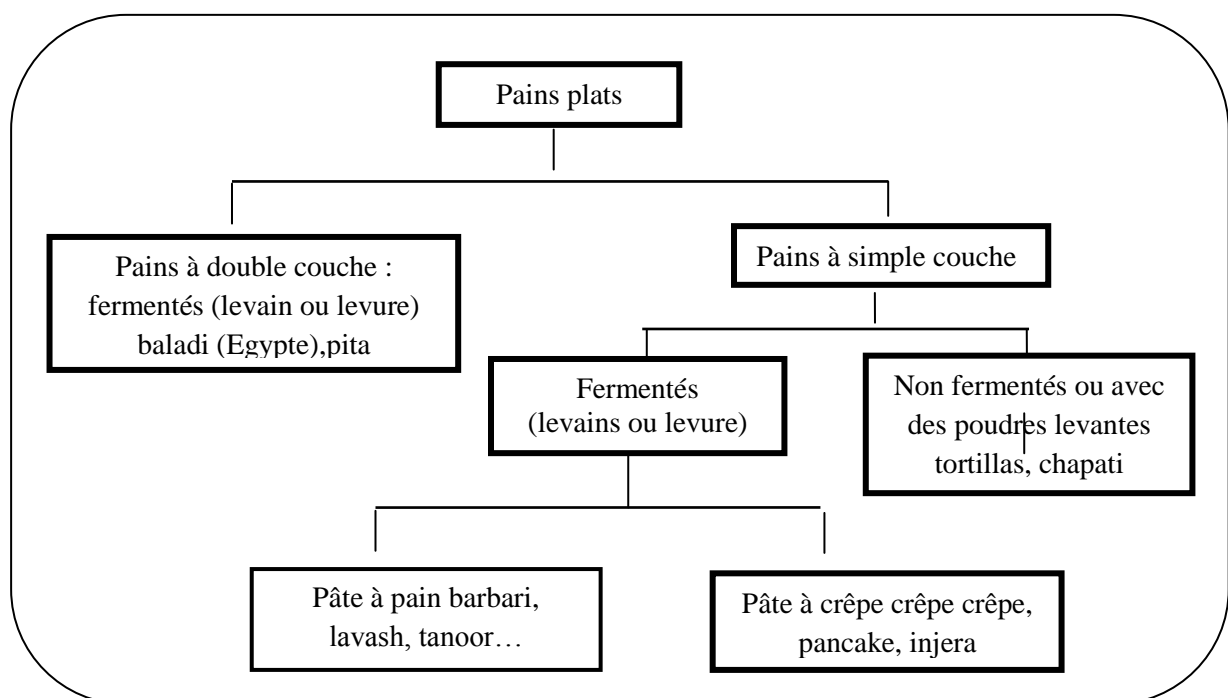 Pains plats
Pains à double couche :
fermentés (levain ou levure)
baladi (Egypte),pita
Pains à simple couche
Fermentés
(levains ou levure)
Non fermentés ou avec
des poudres levantes
tortillas, chapati
Pâte à pain barbari,
lavash, tanoor…
Pâte à crêpe crêpe crêpe,
pancake, injera